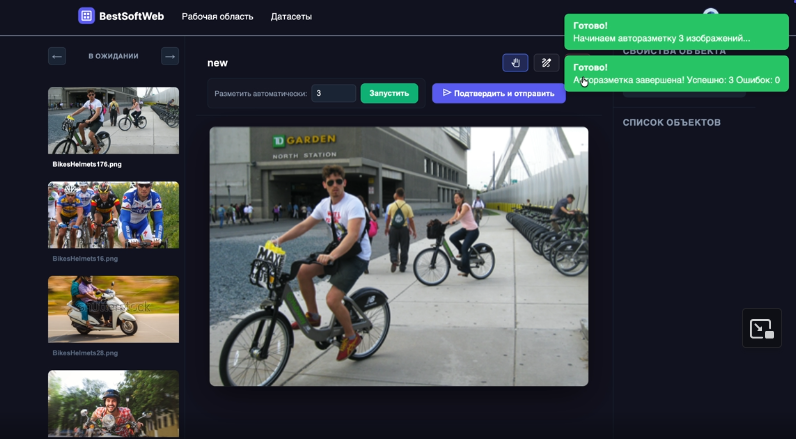 BestSoftWeb
Рабочая область
Датасеты
Готово!
Начинаем авторазметку 3 изображений...
Готово!
Авторазметка завершена! Успешно: 3 Ошибок: 0
СВОЙСТВА ОБЪЕКТА
СПИСОК ОБЪЕКТОВ
← В ОЖИДАНИИ →
BikesHelmets176.png
BikesHelmets16.png
BikesHelmets28.png
new
Разметить автоматически: 3 Запустить
Подтвердить и отправить
TD GARDEN
NORTH STATION